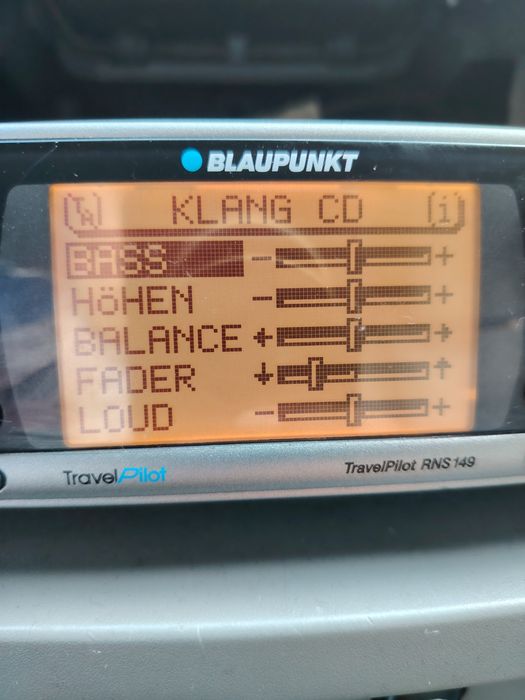 BLAUPUNKT
KLANG CD (i)
BASS - +
HöHEN - +
BALANCE +
FADER
LOUD - +
TravelPilot
TravelPilot RNS 149